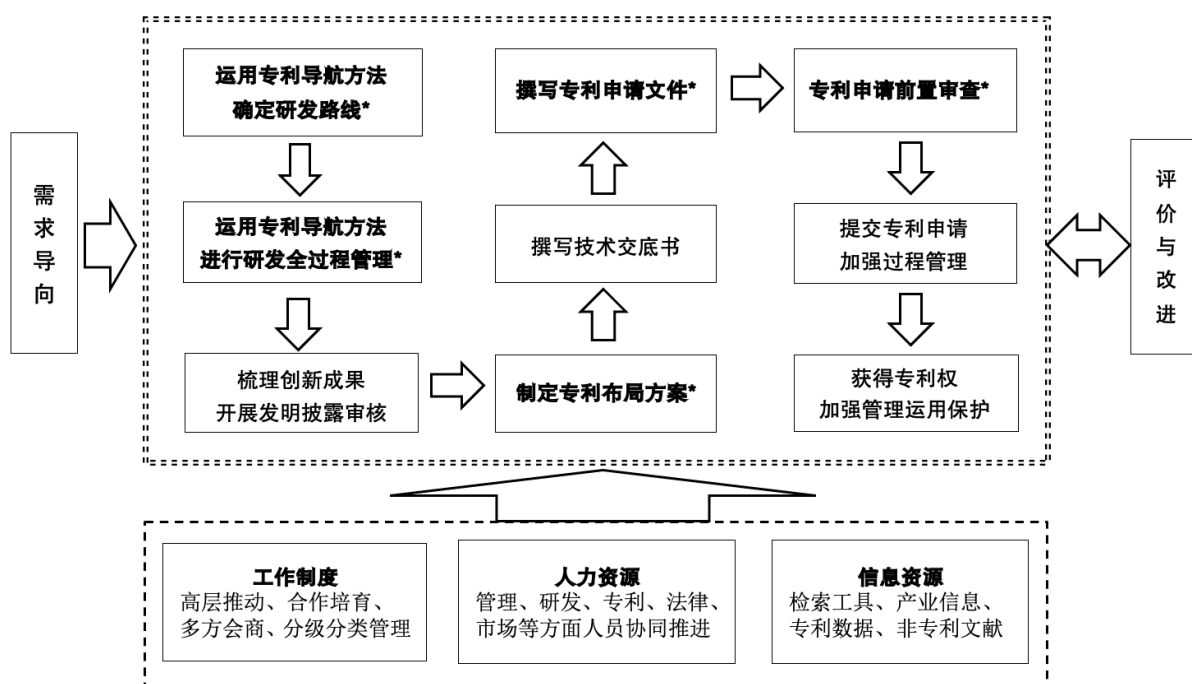 需求导向
运用专利导航方法
确定研发路线*
运用专利导航方法
进行研发全过程管理*
梳理创新成果
开展发明披露审核
制定专利布局方案*
撰写技术交底书
撰写专利申请文件*
专利申请前置审查*
提交专利申请
加强过程管理
获得专利权
加强管理运用保护
评价与改进
工作制度
高层推动、合作培育、
多方会商、分级分类管理
人力资源
管理、研发、专利、法律、
市场等方面人员协同推进
信息资源
检索工具、产业信息、
专利数据、非专利文献